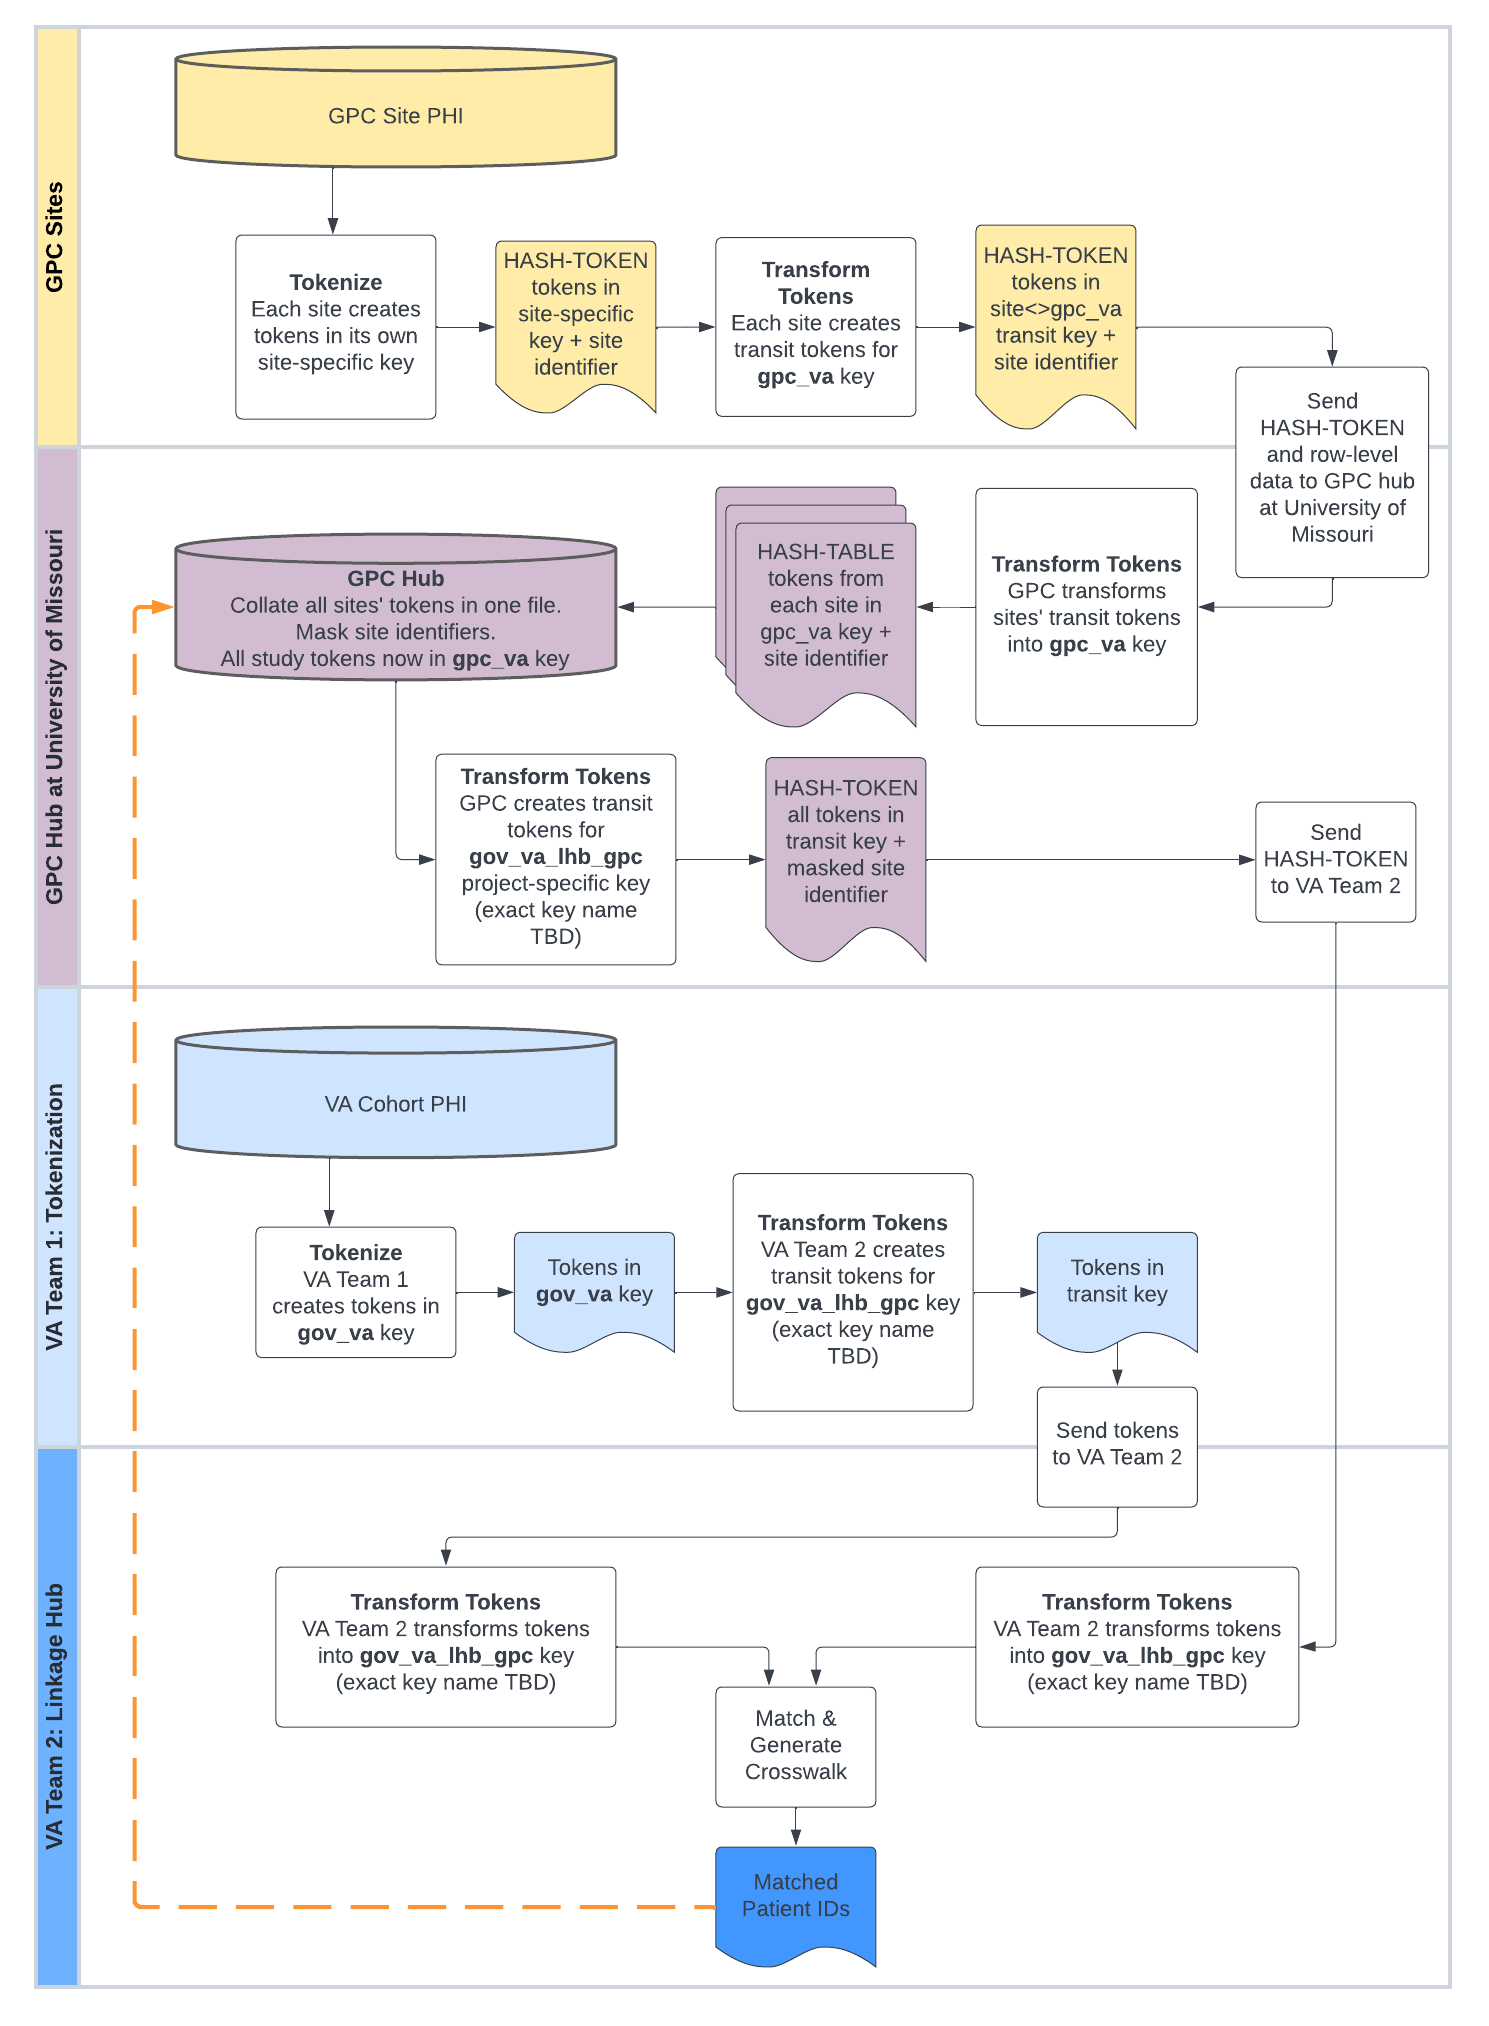 GPC Sites
GPC Site PHI
Tokenize
Each site creates
tokens in its own
site-specific key
HASH-TOKEN
tokens in
site-specific
key + site
identifier
Transform
Tokens
Each site creates
transit tokens for
gpc_va key
HASH-TOKEN
tokens in
site<>gpc_va
transit key +
site identifier
Send
HASH-TOKEN
and row-level
data to GPC hub
at University of
Missouri
GPC Hub at University of Missouri
Transform Tokens
GPC transforms
sites' transit tokens
into gpc_va key
HASH-TABLE
tokens from
each site in
gpc_va key +
site identifier
GPC Hub
Collate all sites' tokens in one file.
Mask site identifiers.
All study tokens now in gpc_va key
Transform Tokens
GPC creates transit
tokens for
gov_va_lhb_gpc
project-specific key
(exact key name
TBD)
HASH-TOKEN
all tokens in
transit key +
masked site
identifier
Send
HASH-TOKEN
to VA Team 2
VA Team 1: Tokenization
VA Cohort PHI
Tokenize
VA Team 1
creates tokens in
gov_va key
Tokens in
gov_va key
Transform Tokens
VA Team 2 creates
transit tokens for
gov_va_lhb_gpc key
(exact key name
TBD)
Tokens in
transit key
Send tokens
to VA Team 2
VA Team 2: Linkage Hub
Transform Tokens
VA Team 2 transforms tokens
into gov_va_lhb_gpc key
(exact key name TBD)
Transform Tokens
VA Team 2 transforms tokens
into gov_va_lhb_gpc key
(exact key name TBD)
Match &
Generate
Crosswalk
Matched
Patient IDs